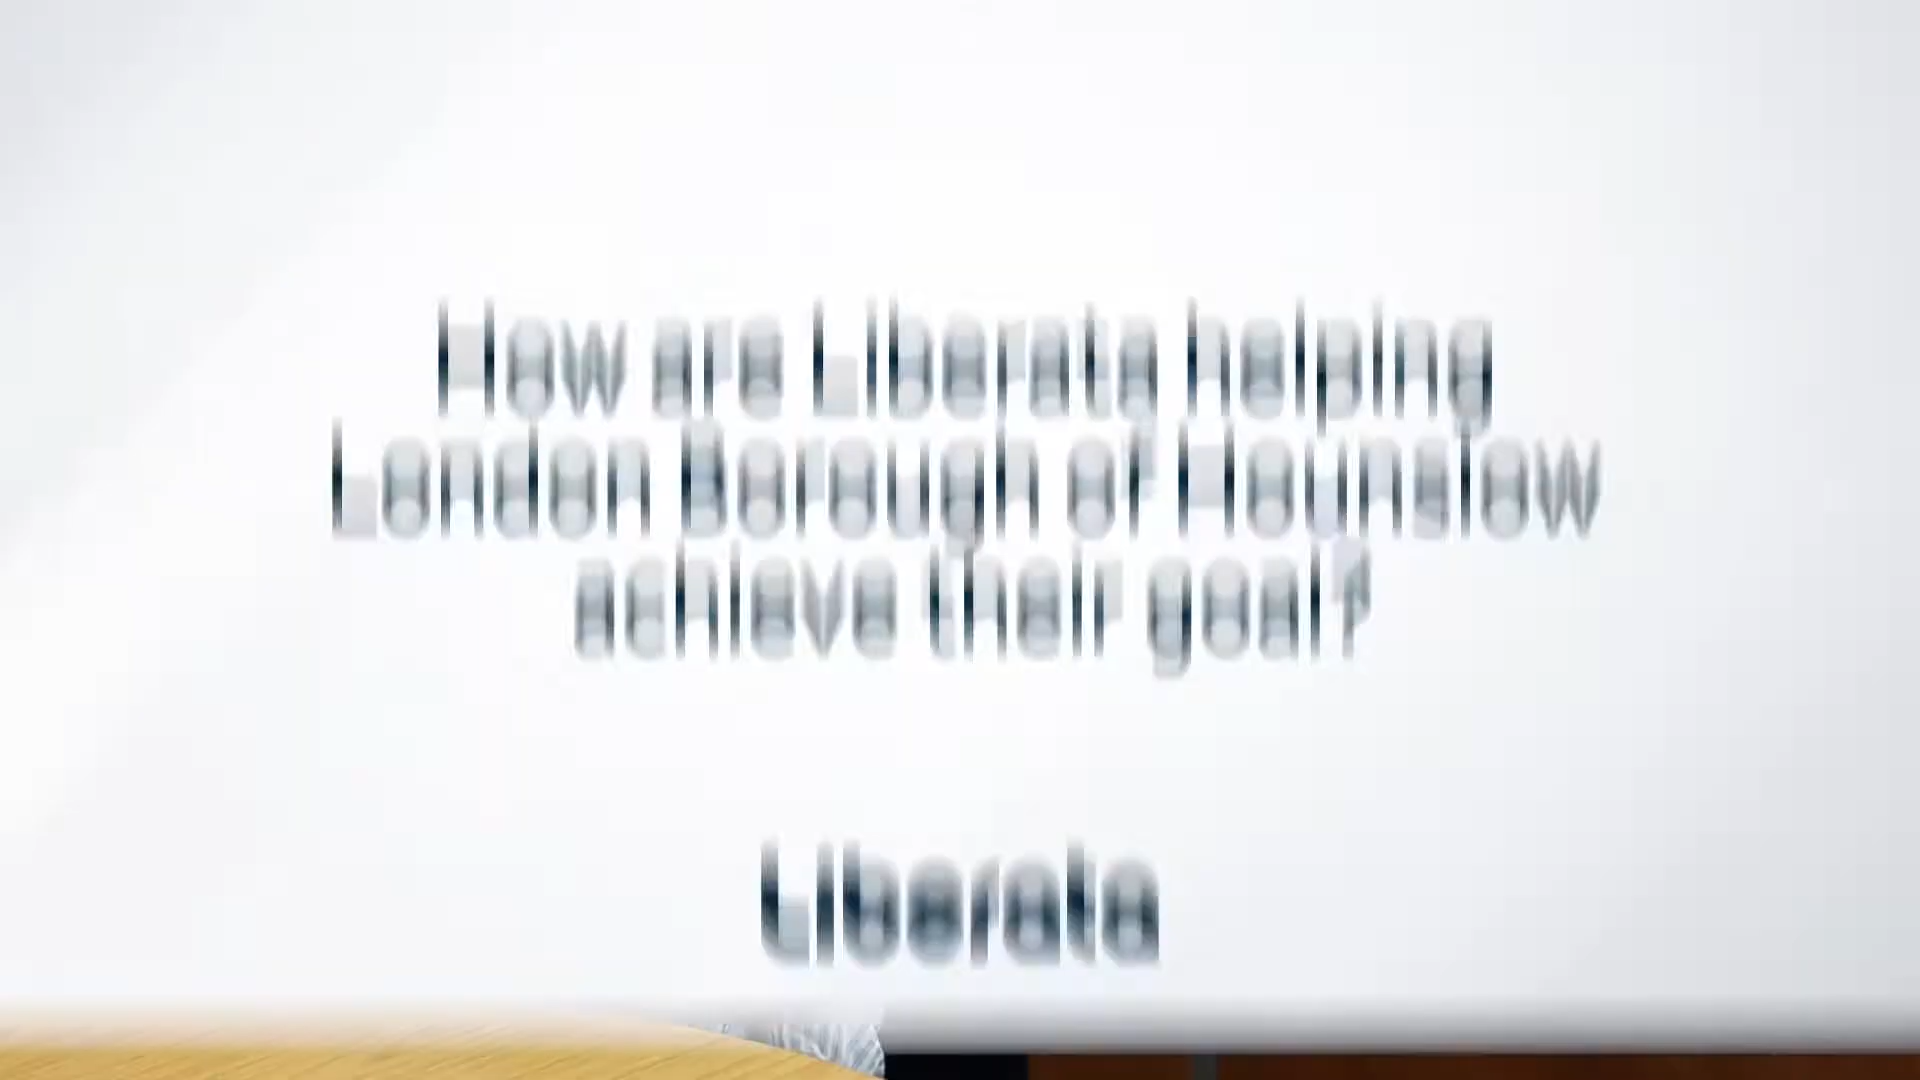 How are Liberata helping
London Borough of Hounslow
achieve their goal?
Liberata